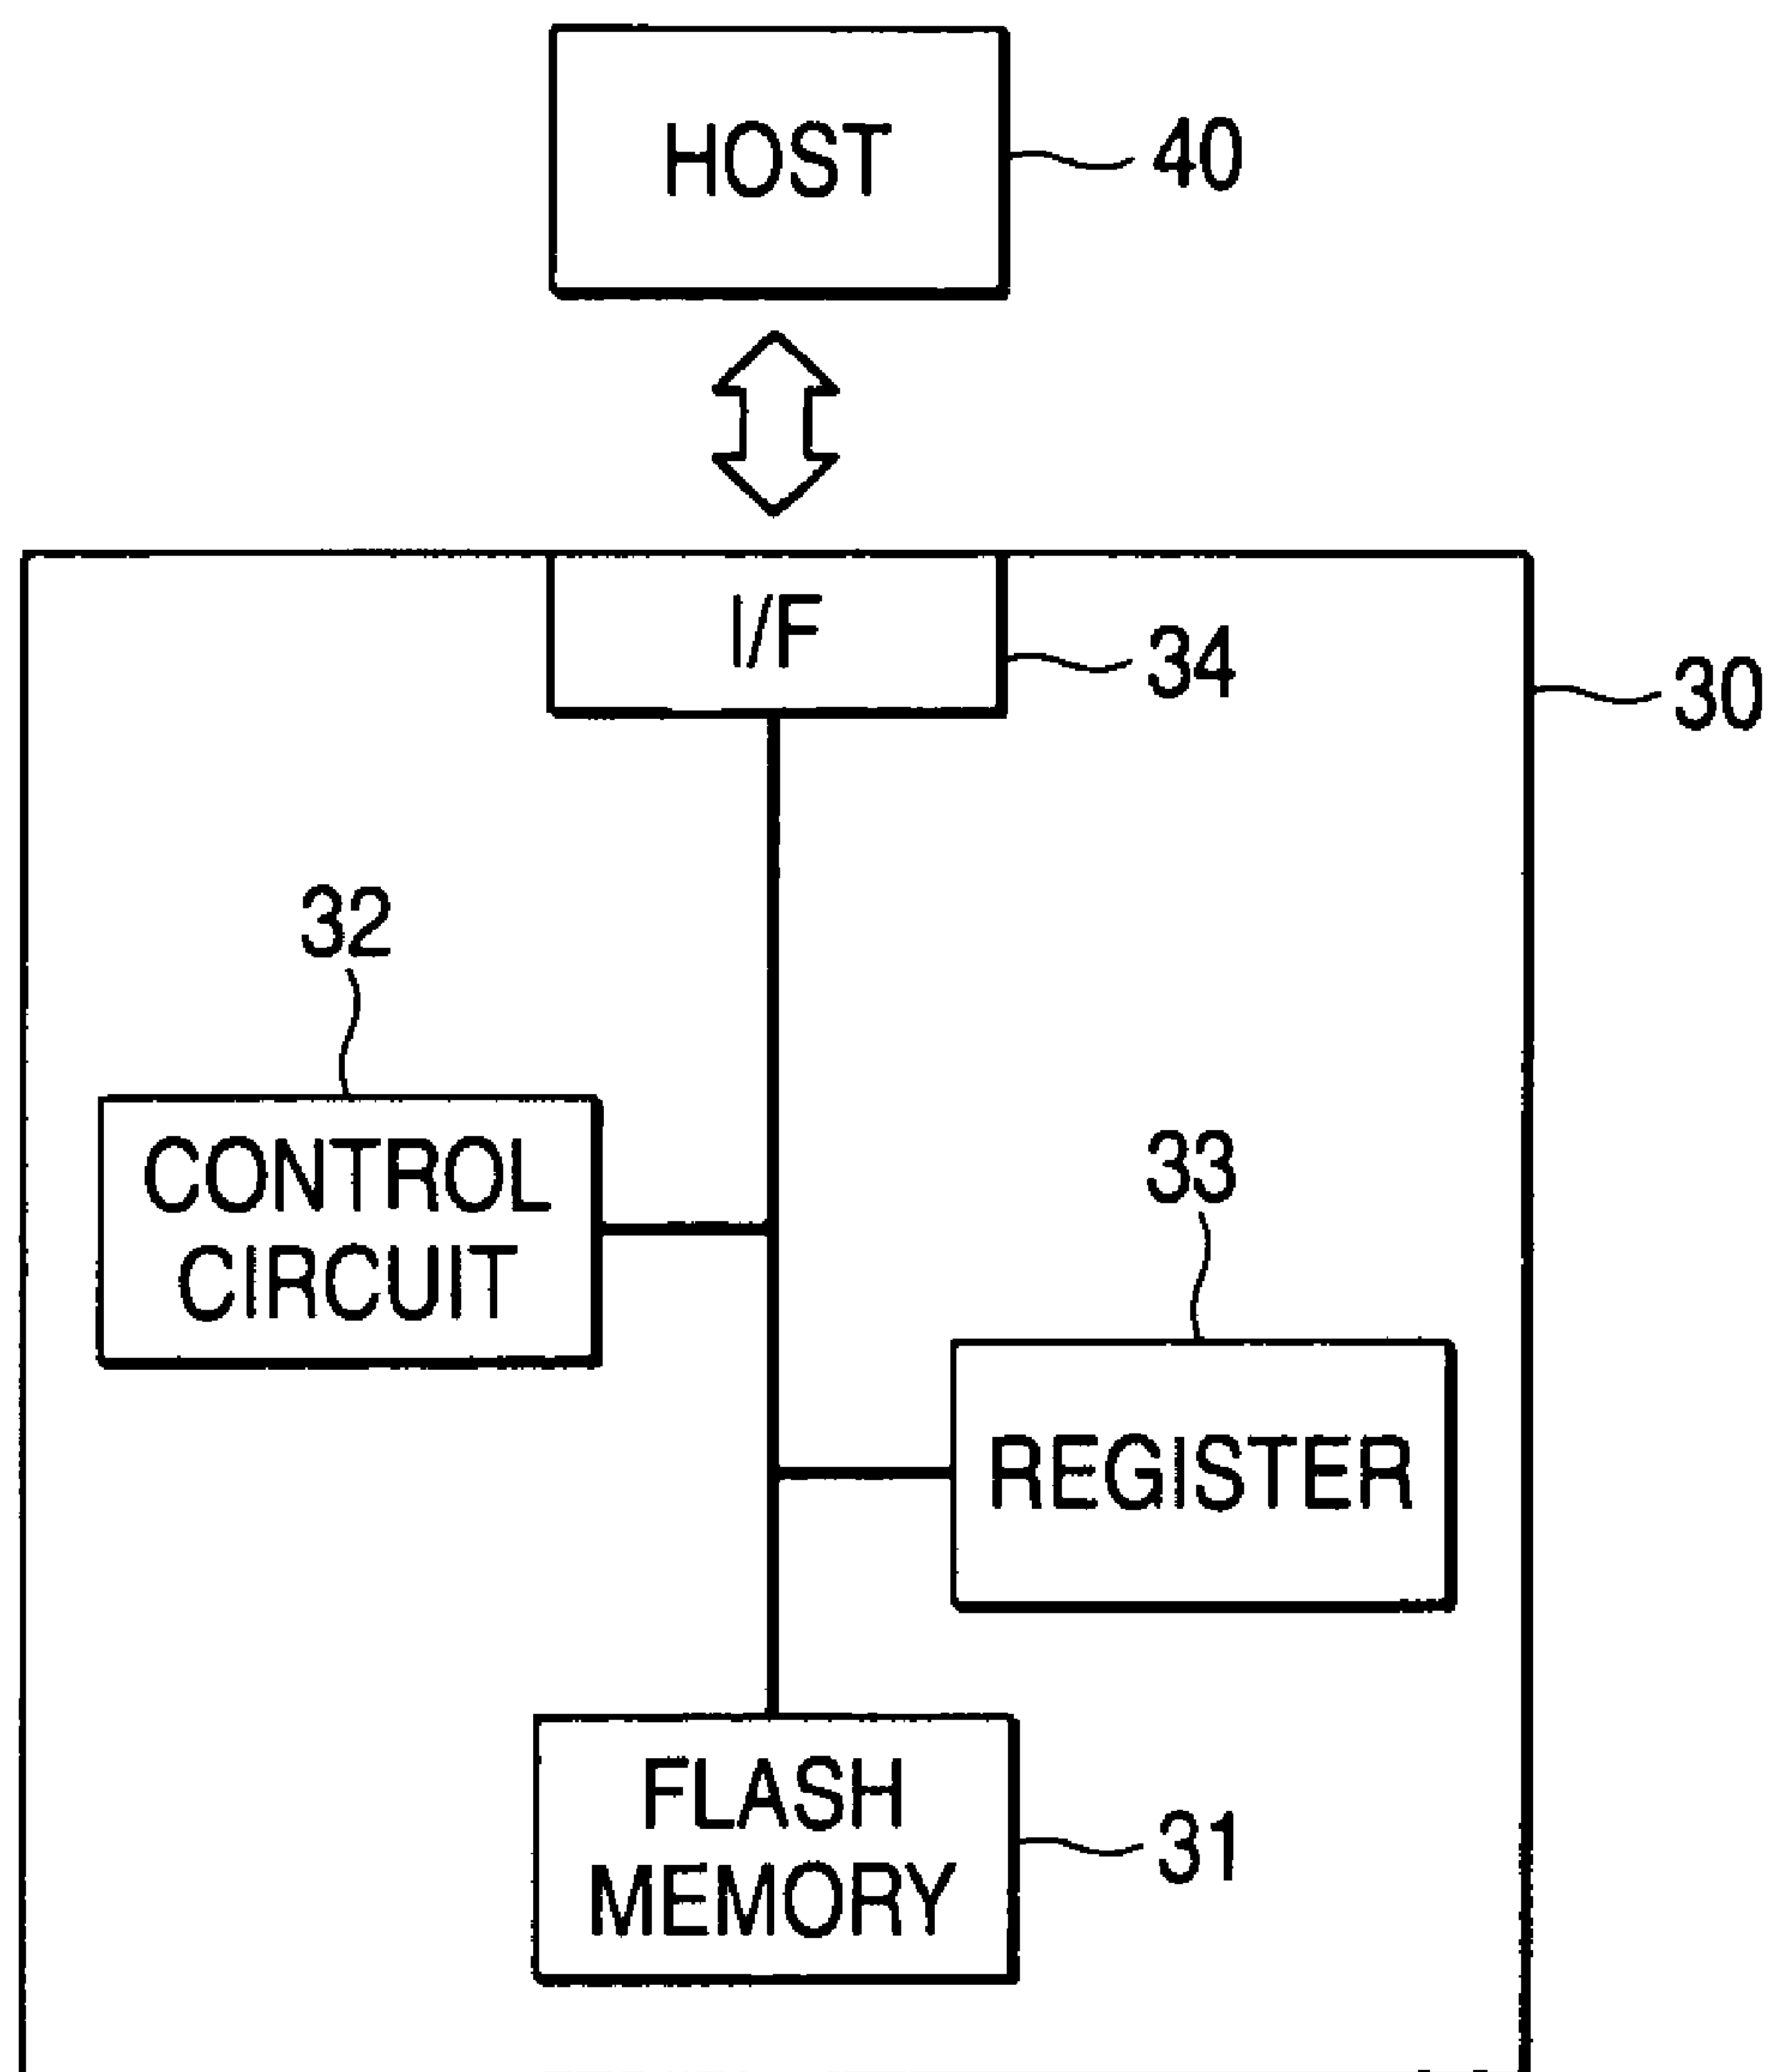 HOST
40
I/F
34
30
32
CONTROL
CIRCUIT
33
REGISTER
FLASH
MEMORY
31